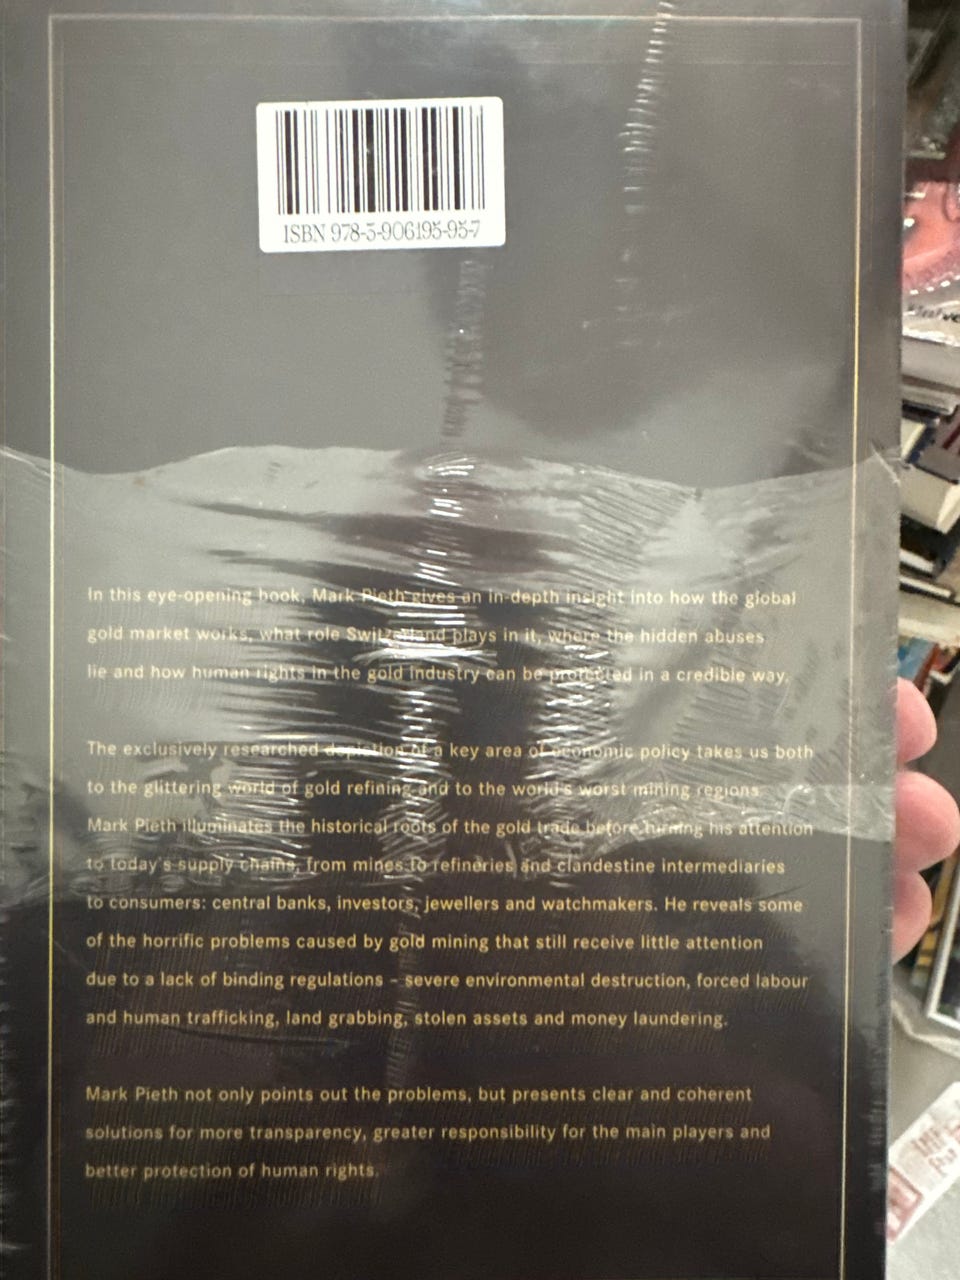 ISBN 978-3-906195-95-7
In this eye-opening book, Mark Pieth gives an in-depth insight into how the global
gold market works, what role Switzerland plays in it, where the hidden abuses
lie and how human rights in the gold industry can be protected in a credible way.
The exclusively researched depiction of a key area of economic policy takes us both
to the glittering world of gold refining and to the world's worst mining regions.
Mark Pieth illuminates the historical roots of the gold trade before turning his attention
to today's supply chains, from mines to refineries and clandestine intermediaries
to consumers: central banks, investors, jewellers and watchmakers. He reveals some
of the horrific problems caused by gold mining that still receive little attention
due to a lack of binding regulations – severe environmental destruction, forced labour
and human trafficking, land grabbing, stolen assets and money laundering.
Mark Pieth not only points out the problems, but presents clear and coherent
solutions for more transparency, greater responsibility for the main players and
better protection of human rights.